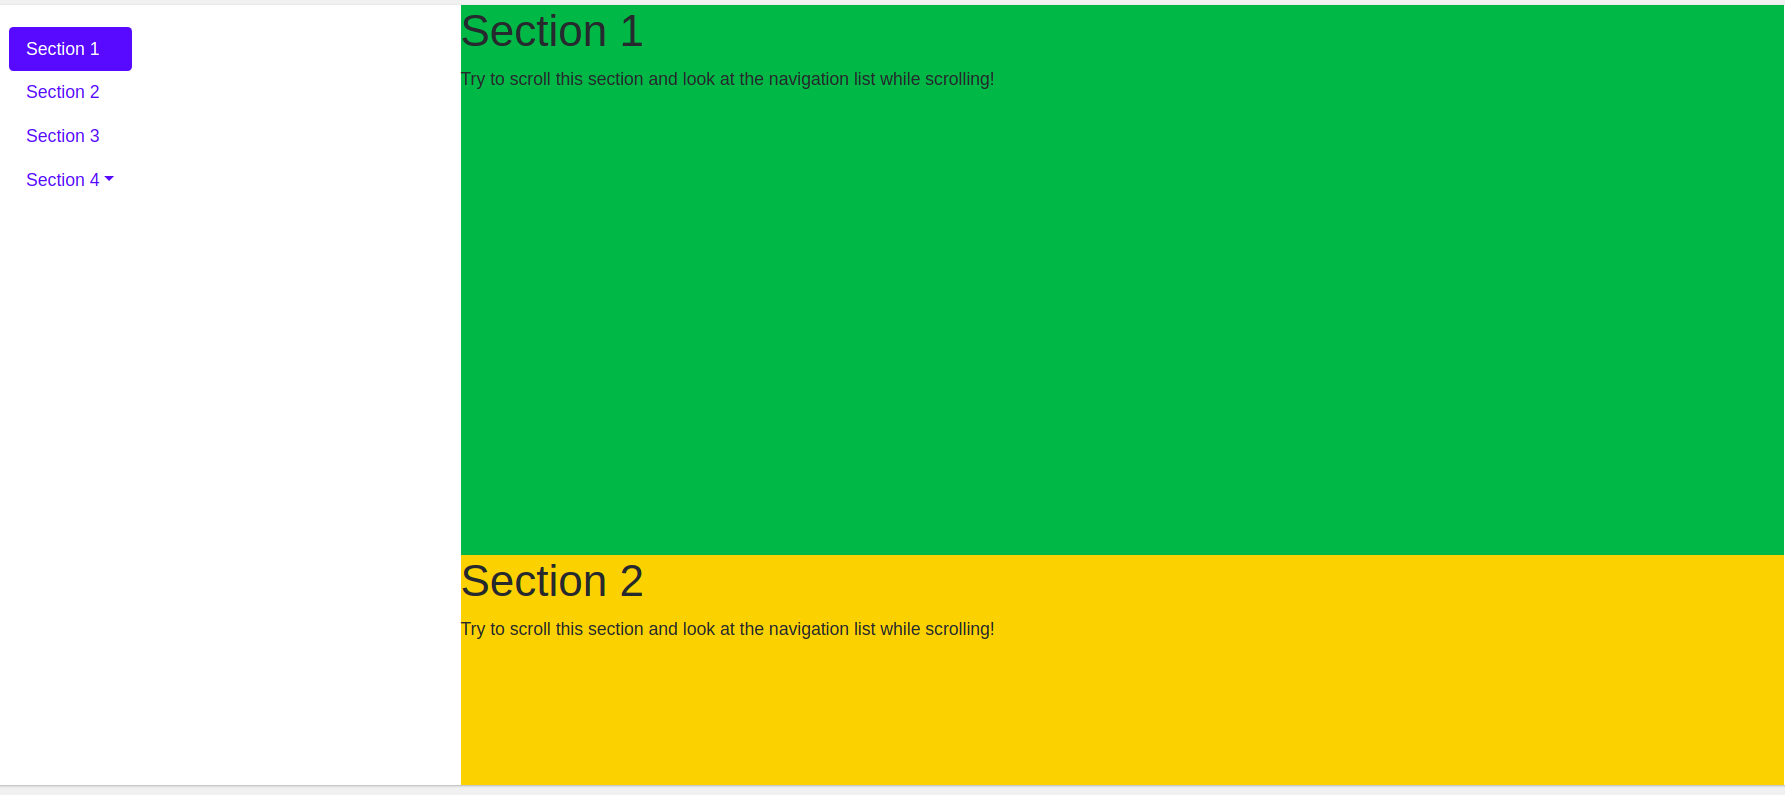 Section 1
Section 2
Section 3
Section 4
Section 1
Try to scroll this section and look at the navigation list while scrolling!
Section 2
Try to scroll this section and look at the navigation list while scrolling!